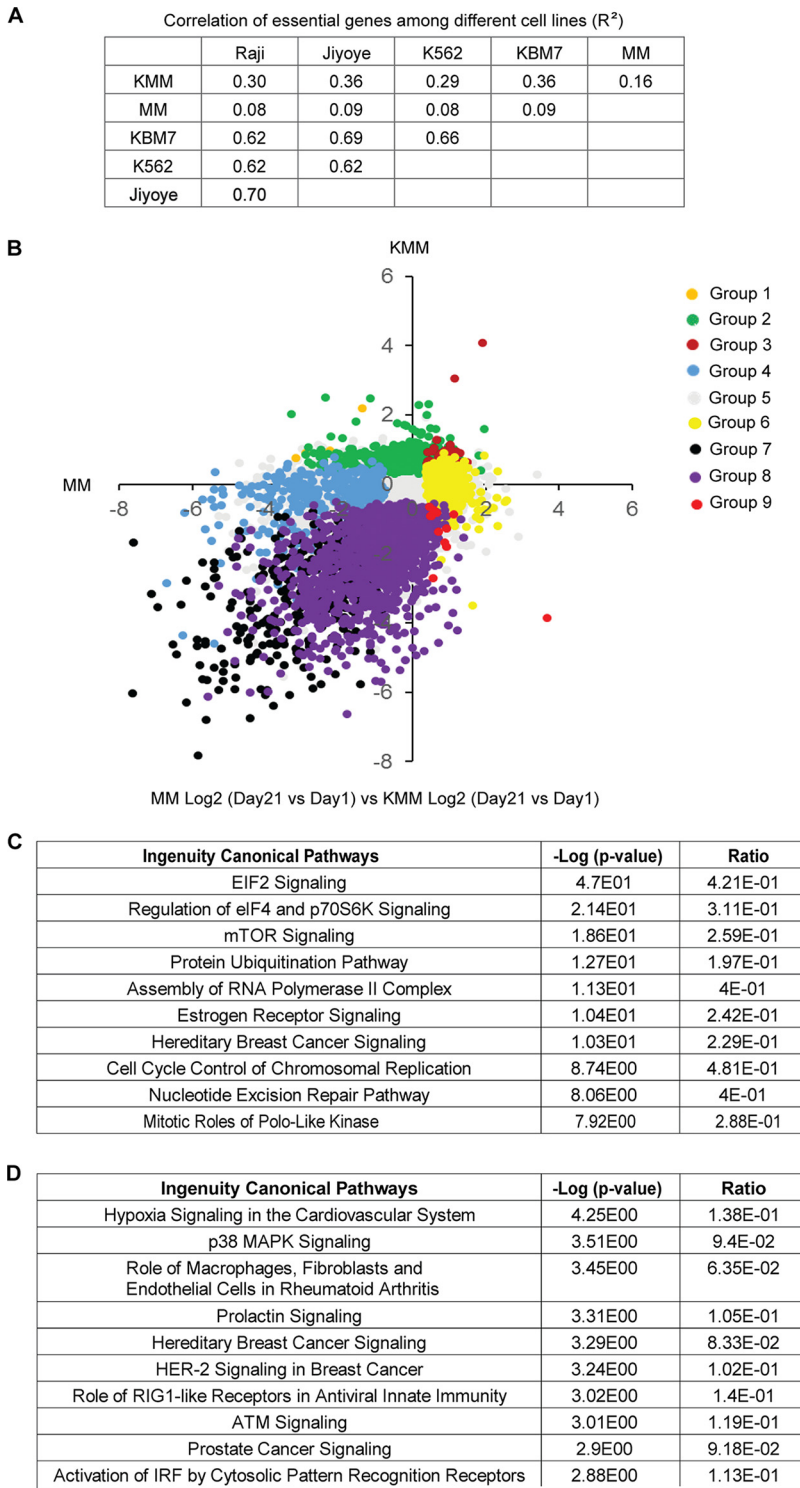 A
Correlation of essential genes among different cell lines (R²)
Raji Jiyoye K562 KBM7 MM
KMM 0.30 0.36 0.29 0.36 0.16
MM 0.08 0.09 0.08 0.09
KBM7 0.62 0.69 0.66
K562 0.62 0.62
Jiyoye 0.70
B
KMM
6
4
2
0
-2
-6
-8
MM
-8 -6 -4 0 2 4 6
Group 1
Group 2
Group 3
Group 4
Group 5
Group 6
Group 7
Group 8
Group 9
MM Log2 (Day21 vs Day1) vs KMM Log2 (Day21 vs Day1)
C
Ingenuity Canonical Pathways -Log (p-value) Ratio
EIF2 Signaling 4.7E01 4.21E-01
Regulation of eIF4 and p70S6K Signaling 2.14E01 3.11E-01
mTOR Signaling 1.86E01 2.59E-01
Protein Ubiquitination Pathway 1.27E01 1.97E-01
Assembly of RNA Polymerase II Complex 1.13E01 4E-01
Estrogen Receptor Signaling 1.04E01 2.42E-01
Hereditary Breast Cancer Signaling 1.03E01 2.29E-01
Cell Cycle Control of Chromosomal Replication 8.74E00 4.81E-01
Nucleotide Excision Repair Pathway 8.06E00 4E-01
Mitotic Roles of Polo-Like Kinase 7.92E00 2.88E-01
D
Ingenuity Canonical Pathways -Log (p-value) Ratio
Hypoxia Signaling in the Cardiovascular System 4.25E00 1.38E-01
p38 MAPK Signaling 3.51E00 9.4E-02
Role of Macrophages, Fibroblasts and 3.45E00 6.35E-02
Endothelial Cells in Rheumatoid Arthritis
Prolactin Signaling 3.31E00 1.05E-01
Hereditary Breast Cancer Signaling 3.29E00 8.33E-02
HER-2 Signaling in Breast Cancer 3.24E00 1.02E-01
Role of RIG1-like Receptors in Antiviral Innate Immunity 3.02E00 1.4E-01
ATM Signaling 3.01E00 1.19E-01
Prostate Cancer Signaling 2.9E00 9.18E-02
Activation of IRF by Cytosolic Pattern Recognition Receptors 2.88E00 1.13E-01